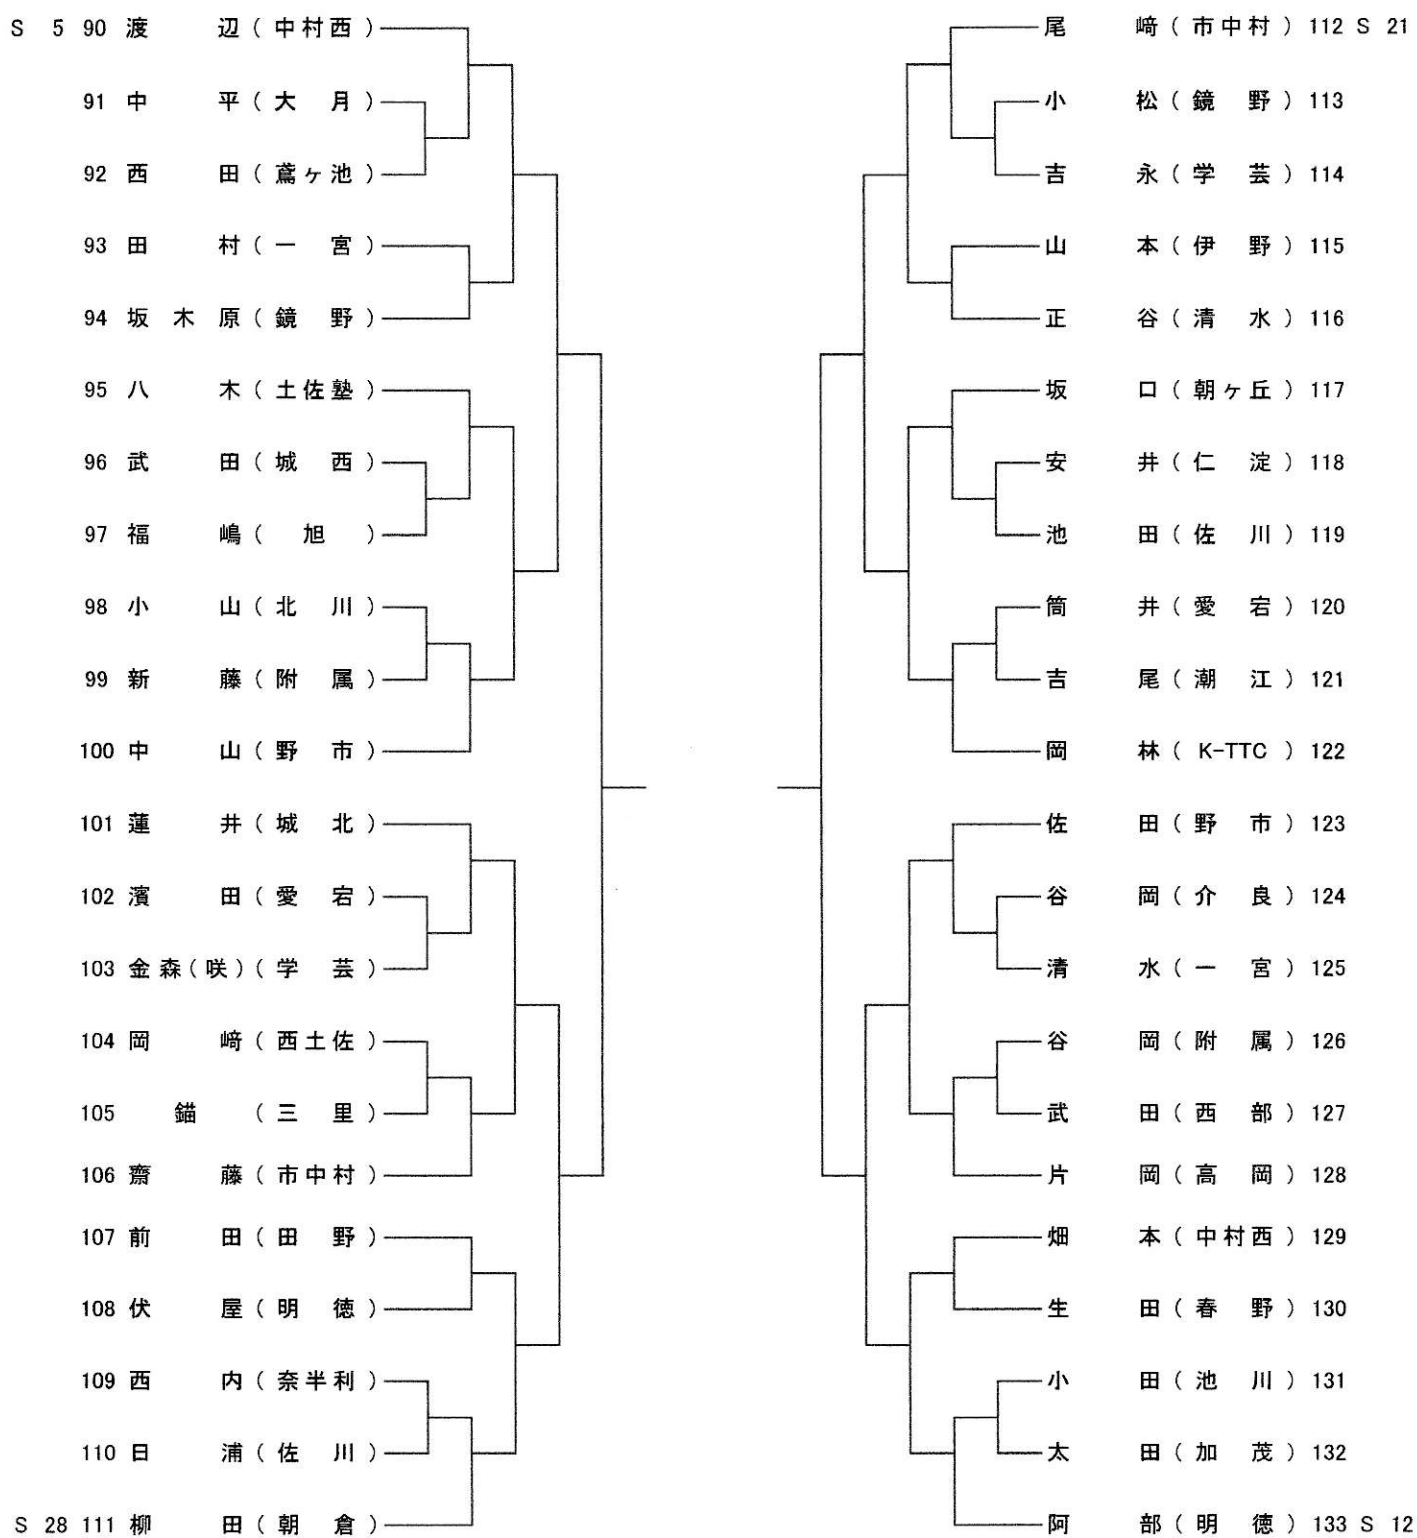 S 5 90 渡 辺 ( 中村西 )
91 中 平 ( 大 月 )
92 西 田 ( 鳶ヶ池 )
93 田 村 ( 一 宮 )
94 坂 木 原 ( 鏡 野 )
95 八 木 ( 土佐塾 )
96 武 田 ( 城 西 )
97 福 嶋 ( 旭 )
98 小 山 ( 北 川 )
99 新 藤 ( 附 属 )
100 中 山 ( 野 市 )
101 蓮 井 ( 城 北 )
102 濱 田 ( 愛 宕 )
103 金森(咲) ( 学 芸 )
104 岡 﨑 ( 西土佐 )
105 錨 ( 三 里 )
106 齋 藤 ( 市中村 )
107 前 田 ( 田 野 )
108 伏 屋 ( 明 徳 )
109 西 内 ( 奈半利 )
110 日 浦 ( 佐 川 )
S 28 111 柳 田 ( 朝 倉 )
尾 﨑 ( 市中村 ) 112 S 21
小 松 ( 鏡 野 ) 113
吉 永 ( 学 芸 ) 114
山 本 ( 伊 野 ) 115
正 谷 ( 清 水 ) 116
坂 口 ( 朝ヶ丘 ) 117
安 井 ( 仁 淀 ) 118
池 田 ( 佐 川 ) 119
筒 井 ( 愛 宕 ) 120
吉 尾 ( 潮 江 ) 121
岡 林 ( K-TTC ) 122
佐 田 ( 野 市 ) 123
谷 岡 ( 介 良 ) 124
清 水 ( 一 宮 ) 125
谷 岡 ( 附 属 ) 126
武 田 ( 西 部 ) 127
片 岡 ( 高 岡 ) 128
畑 本 ( 中村西 ) 129
生 田 ( 春 野 ) 130
小 田 ( 池 川 ) 131
太 田 ( 加 茂 ) 132
阿 部 ( 明 徳 ) 133 S 12